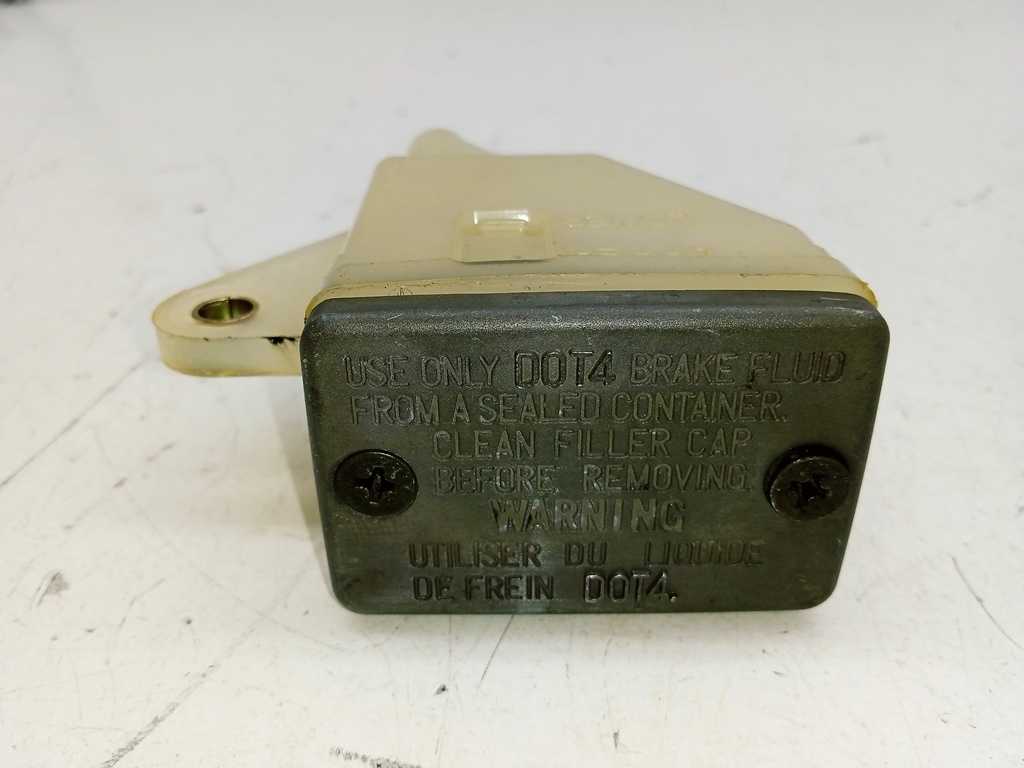 USE ONLY DOT4 BRAKE FLUID
FROM A SEALED CONTAINER.
CLEAN FILLER CAP
BEFORE REMOVING.
WARNING
UTILISER DU LIQUIDE
DE FREIN DOT4.